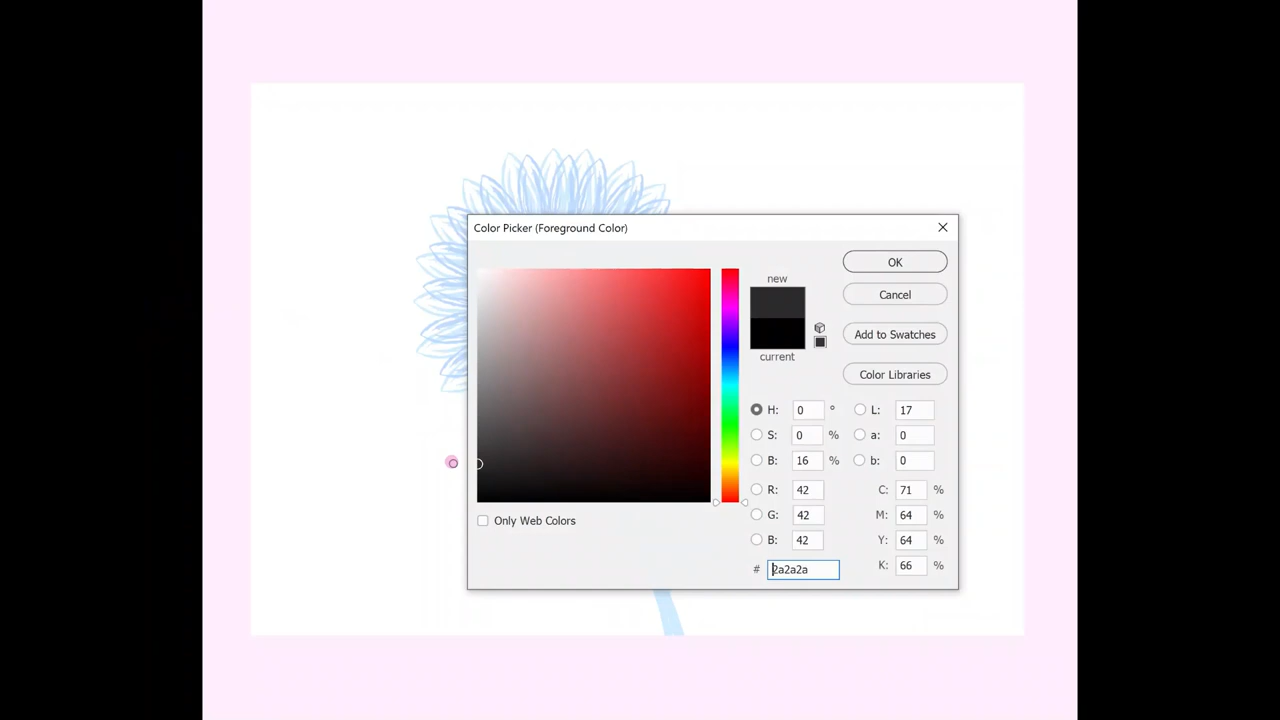 Color Picker (Foreground Color)
OK
new
Cancel
Add to Swatches
current
Color Libraries
H: 0 °
L: 17
S: 0 %
a: 0
B: 16 %
b: 0
R: 42
C: 71 %
G: 42
M: 64 %
Only Web Colors
B: 42
Y: 64 %
# 2a2a2a
K: 66 %